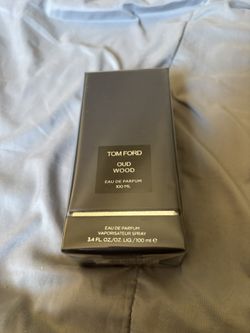 TOM FORD
OUD
WOOD
EAU DE PARFUM
100 ML
EAU DE PARFUM
VAPORISATEUR SPRAY
3.4 FL.OZ./OZ. LIQ./100 ml ℮